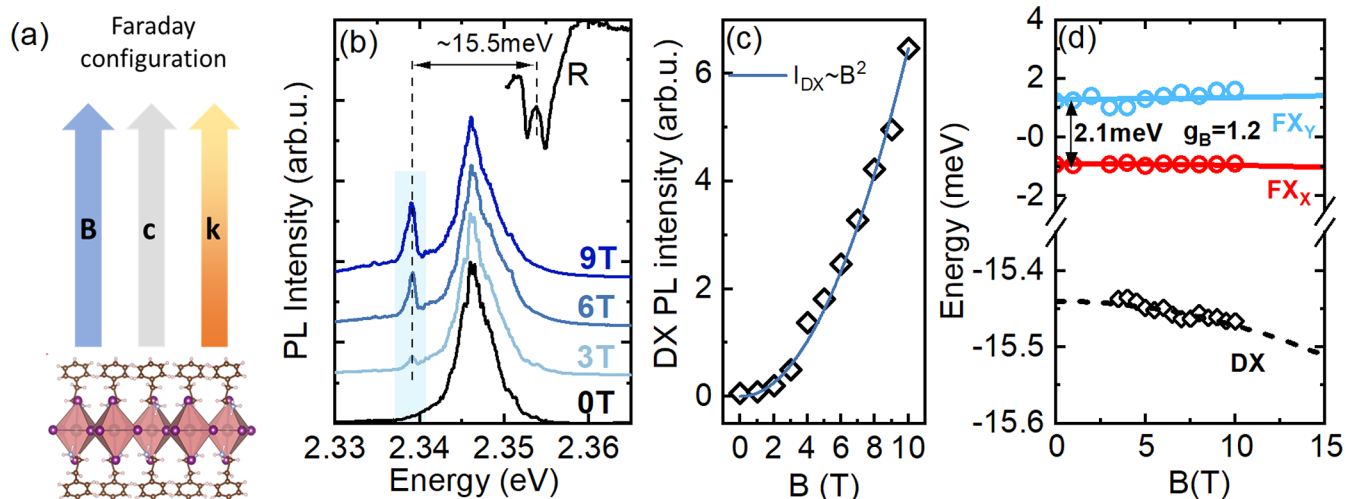 (a)
Faraday
configuration
B
c
k
(b)
~15.5meV
R
9T
6T
3T
0T
PL Intensity (arb.u.)
2.33 2.34 2.35 2.36
Energy (eV)
(c)
I_DX~B²
DX PL intensity (arb.u.)
6
4
2
0
0 2 4 6 8 10
B (T)
(d)
Energy (meV)
2
1
-0
-1
-2
FX_Y
2.1meV g_B=1.2
FX_X
-15.4
-15.5
-15.6
DX
0 5 10 15
B(T)